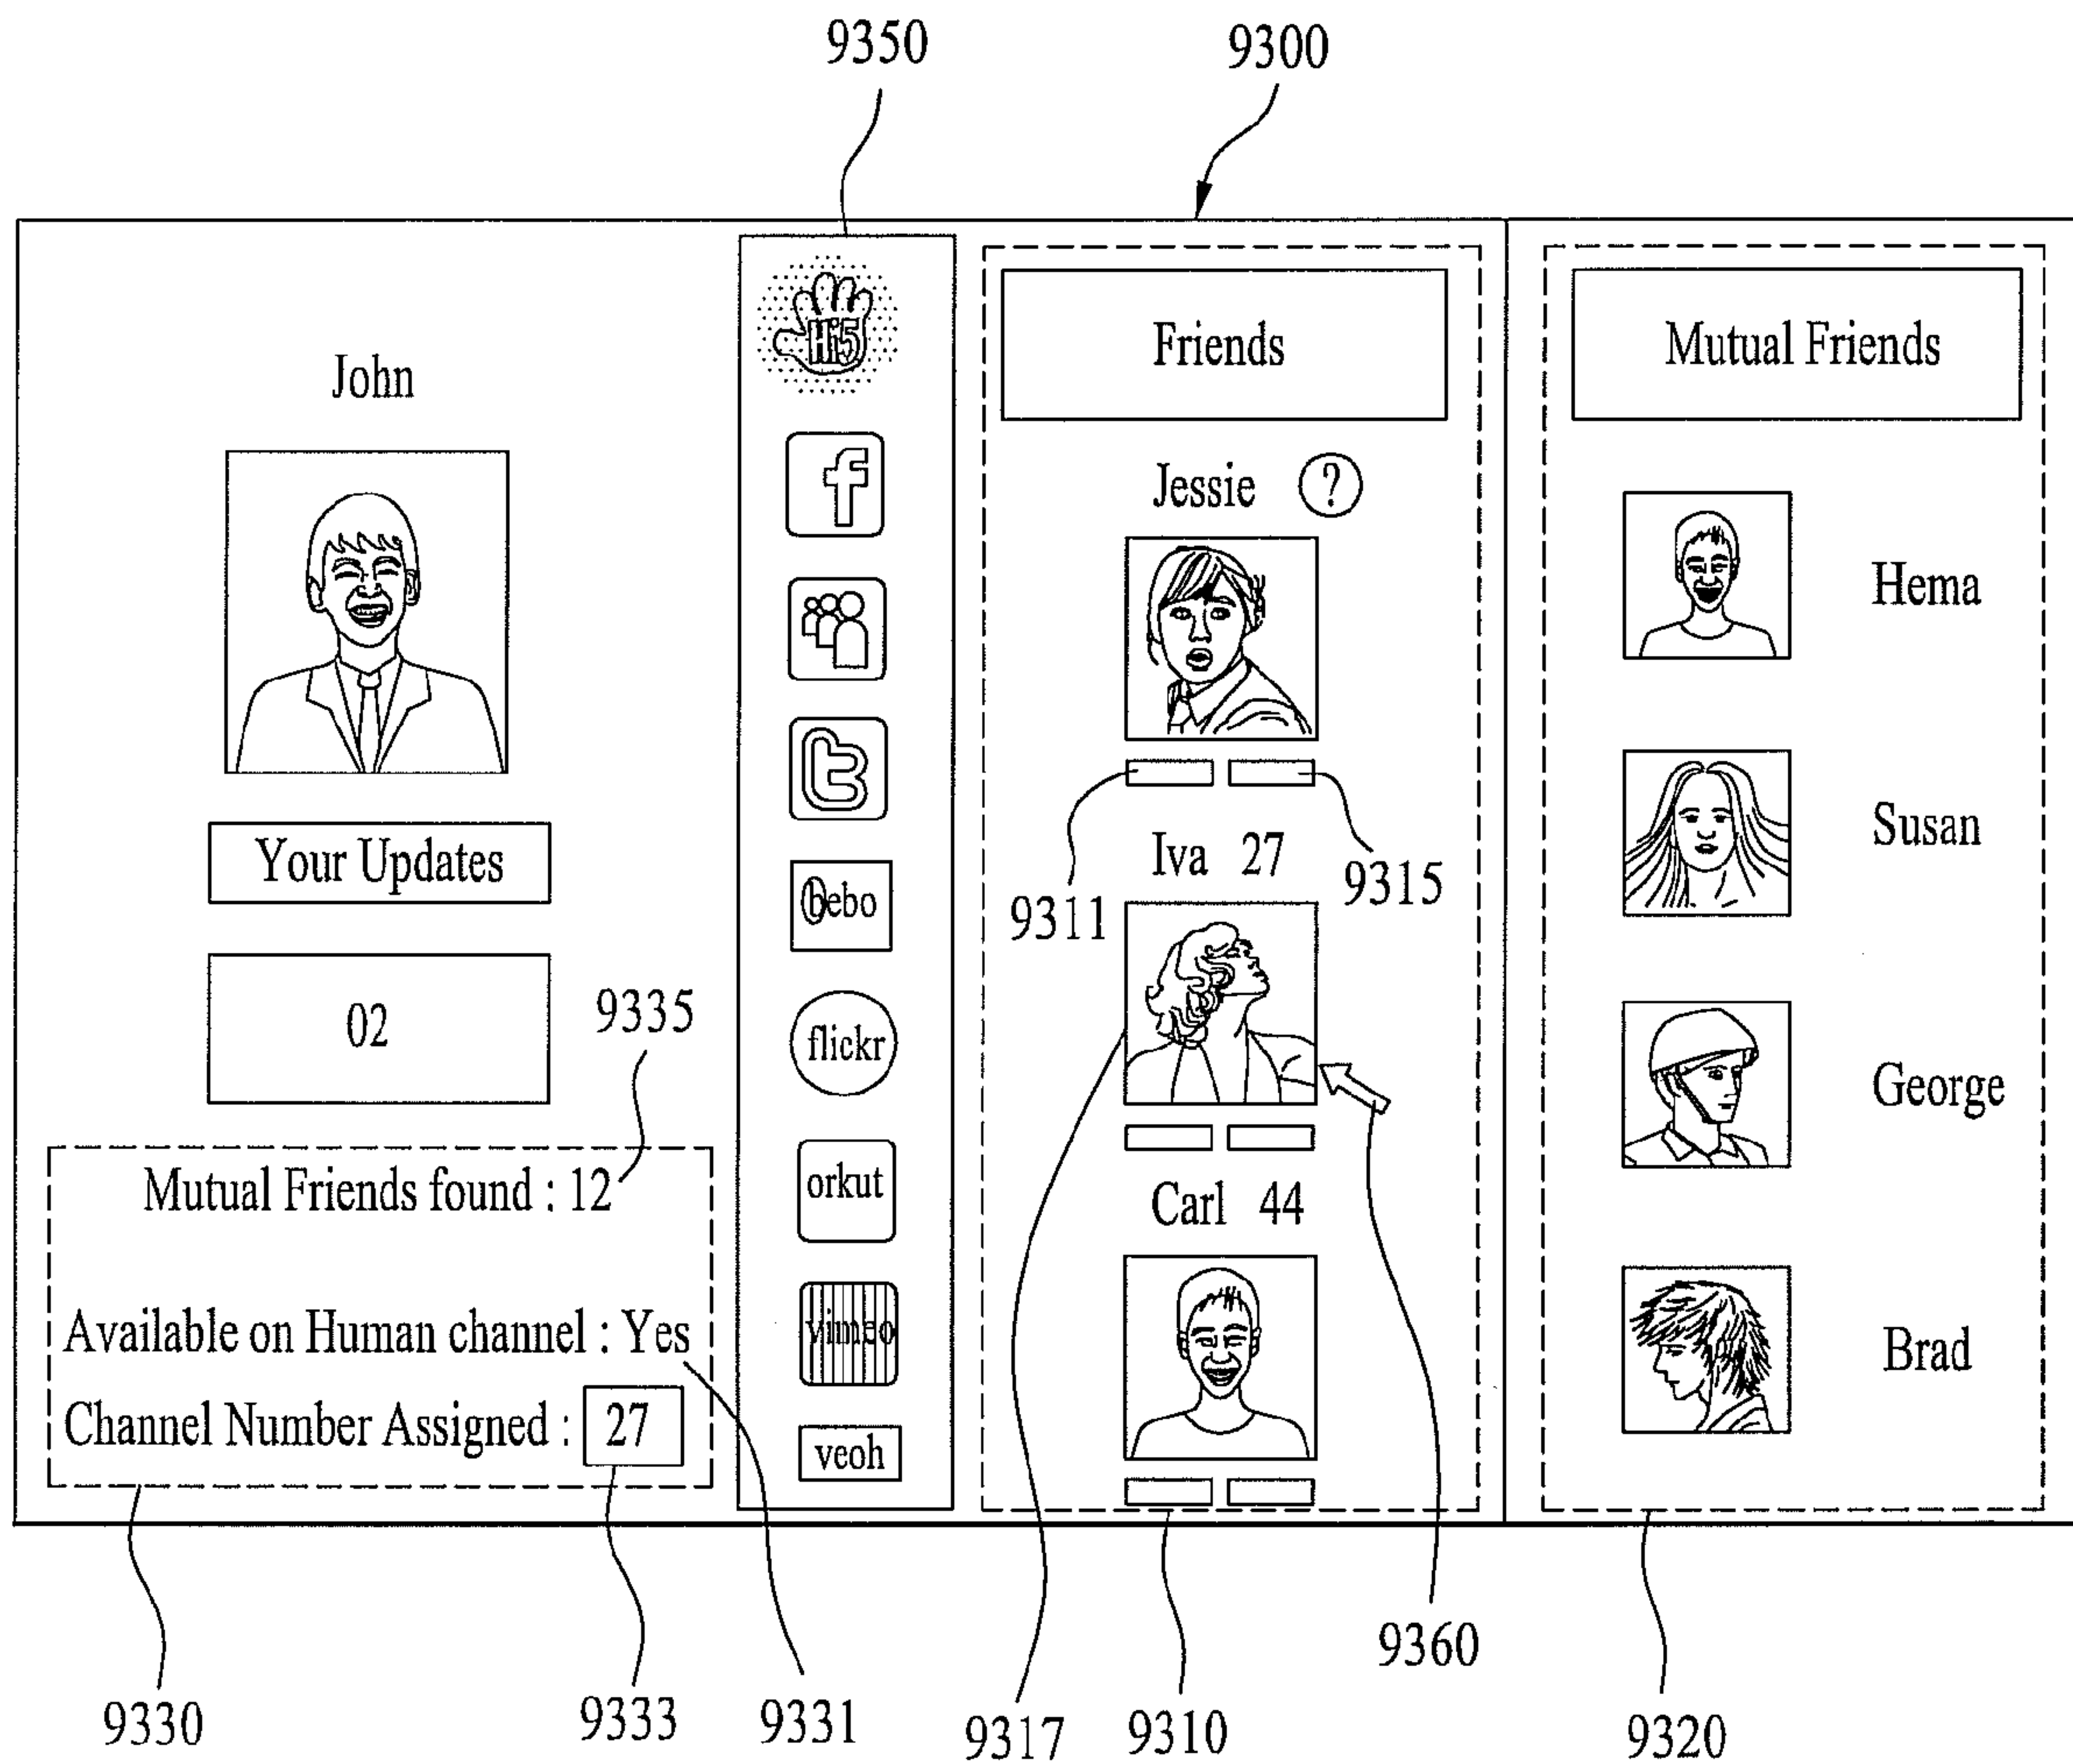 9350
9300
John
Your Updates
02
9335
Mutual Friends found : 12
Available on Human channel : Yes
Channel Number Assigned : 27
Hi5
f
t
bebo
flickr
orkut
vimeo
veoh
Friends
Jessie ?
9311
9315
Iva 27
Carl 44
Mutual Friends
Hema
Susan
George
Brad
9330
9333
9331
9317
9310
9360
9320